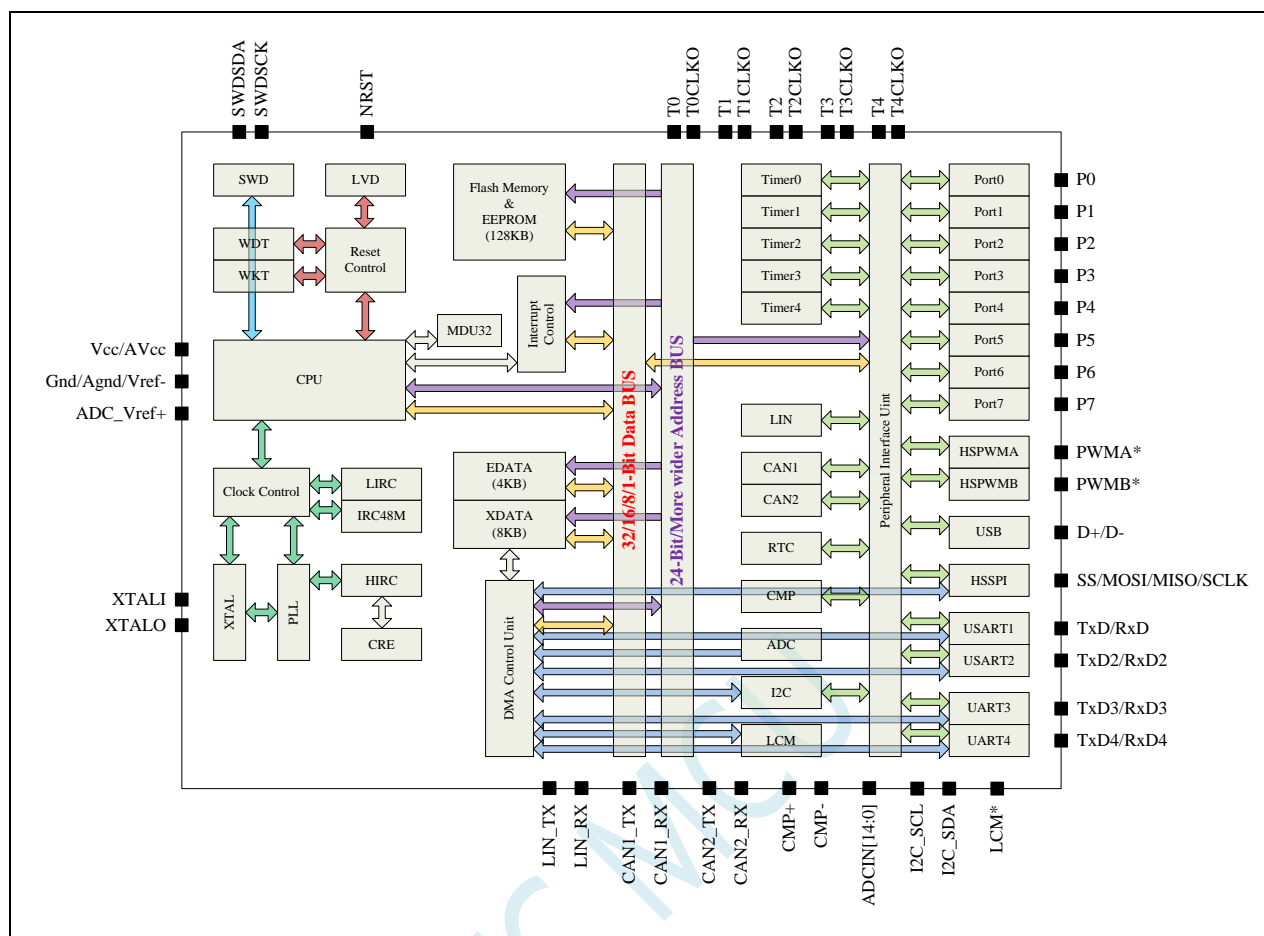 SWDSDA
SWDSCK
NRST
T0
T0CLKO
T1
T1CLKO
T2
T2CLKO
T3
T3CLKO
T4
T4CLKO
SWD
LVD
WDT
WKT
Reset
Control
Flash Memory
&
EEPROM
(128KB)
MDU32
Interrupt
Control
CPU
Vcc/AVcc
Gnd/Agnd/Vref-
ADC_Vref+
Clock Control
LIRC
IRC48M
XTAL
PLL
HIRC
CRE
XTALI
XTALO
EDATA
(4KB)
XDATA
(8KB)
DMA Control Unit
32/16/8/1-Bit Data BUS
24-Bit/More wider Address BUS
Timer0
Timer1
Timer2
Timer3
Timer4
LIN
CAN1
CAN2
RTC
CMP
ADC
I2C
LCM
Peripheral Interface Uint
Port0
Port1
Port2
Port3
Port4
Port5
Port6
Port7
HSPWMA
HSPWMB
USB
HSSPI
USART1
USART2
UART3
UART4
P0
P1
P2
P3
P4
P5
P6
P7
PWMA*
PWMB*
D+/D-
SS/MOSI/MISO/SCLK
TxD/RxD
TxD2/RxD2
TxD3/RxD3
TxD4/RxD4
LIN_TX
LIN_RX
CAN1_TX
CAN1_RX
CAN2_TX
CAN2_RX
CMP+
CMP-
ADCIN[14:0]
I2C_SCL
I2C_SDA
LCM*
MCU